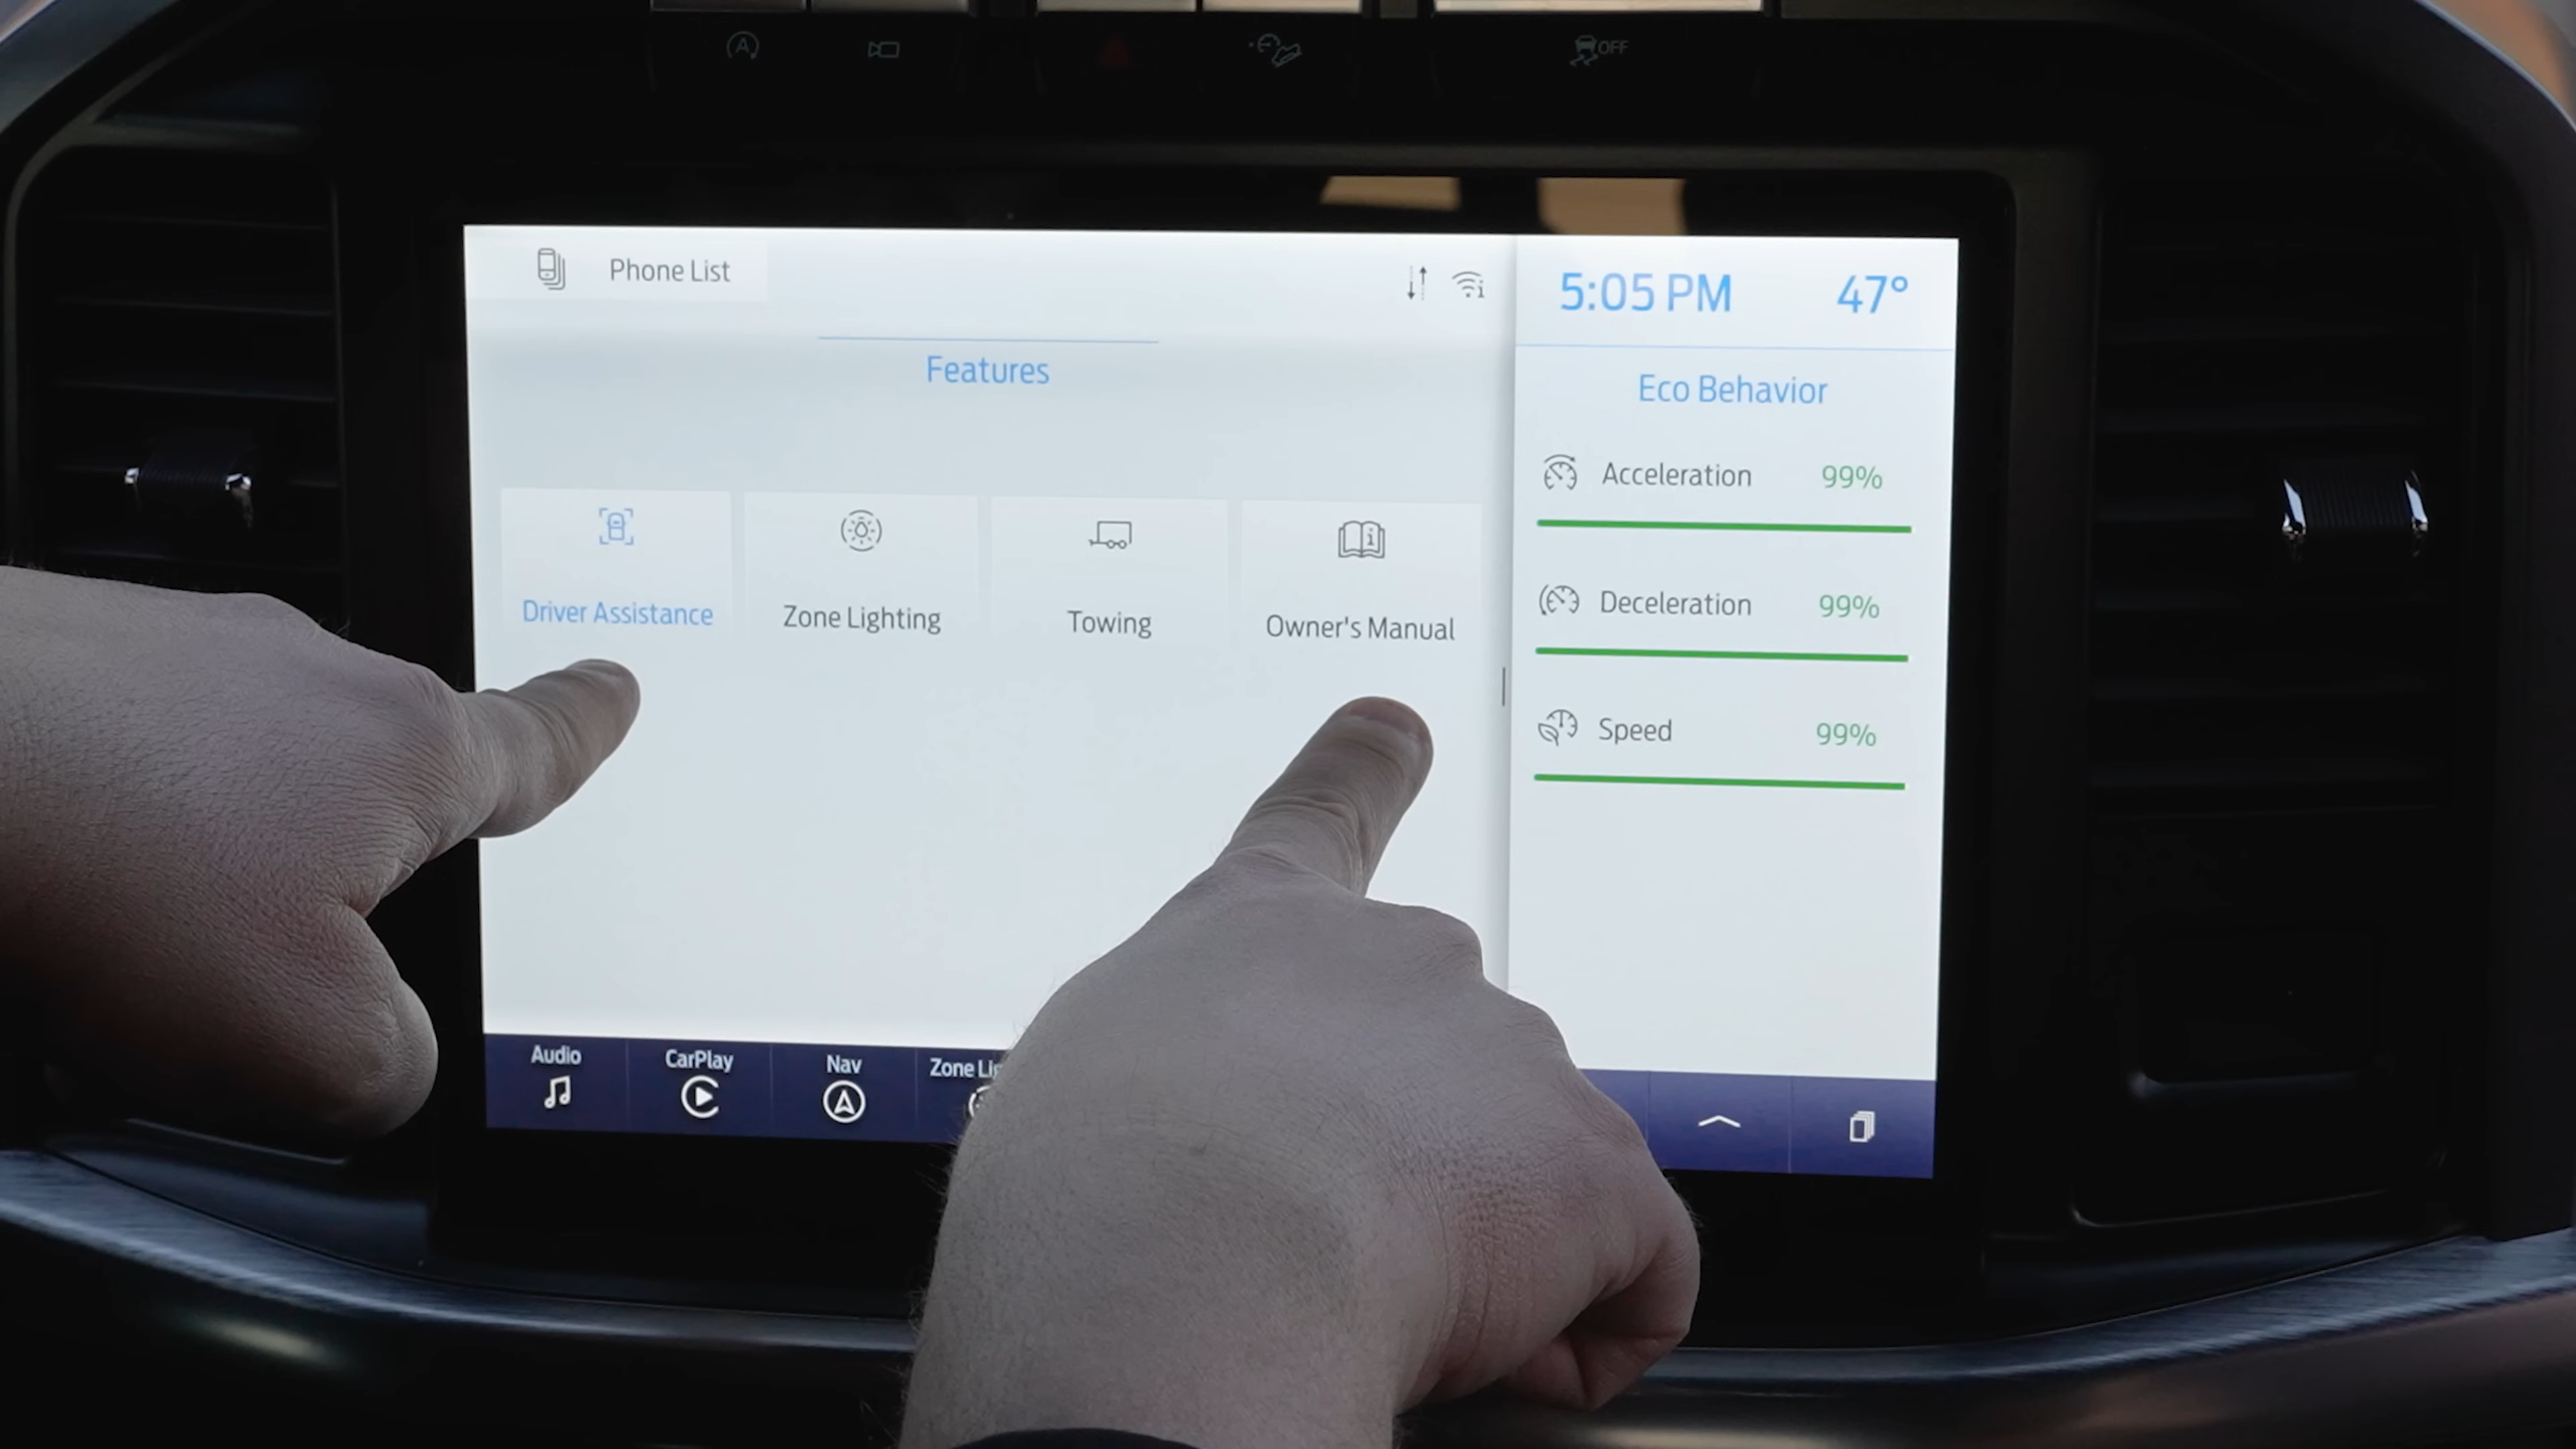 A
OFF
Phone List
5:05 PM 47°
Features
Eco Behavior
Acceleration 99%
Driver Assistance
Zone Lighting
Towing
Owner's Manual
Deceleration 99%
Speed 99%
Audio
CarPlay
Nav
Zone